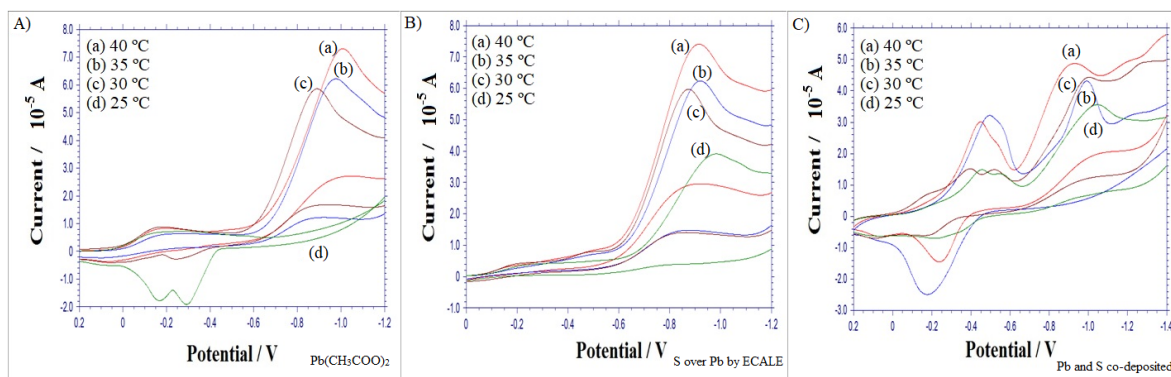 A)
(a) 40 ºC
(b) 35 ºC
(c) 30 ºC
(d) 25 ºC
(a)
(b)
(c)
(d)
Current / 10-5 A
8.0
7.0
6.0
5.0
4.0
3.0
2.0
1.0
0
-1.0
-2.0
0.2 0 -0.2 -0.4 -0.6 -0.8 -1.0 -1.2
Potential / V
Pb(CH3COO)2
B)
(a) 40 ºC
(b) 35 ºC
(c) 30 ºC
(d) 25 ºC
(a)
(b)
(c)
(d)
Current / 10-5 A
8.0
7.0
6.0
5.0
4.0
3.0
2.0
1.0
0
-1.0
0 -0.2 -0.4 -0.6 -0.8 -1.0 -1.2
Potential / V
S over Pb by ECALE
C)
(a) 40 ºC
(b) 35 ºC
(c) 30 ºC
(d) 25 ºC
(a)
(c)
(b)
(d)
Current / 10-5 A
6.0
5.0
4.0
3.0
2.0
1.0
0
-1.0
-2.0
-3.0
0.2 0 -0.2 -0.4 -0.6 -0.8 -1.0 -1.2 -1.4
Potential / V
Pb and S co-deposited